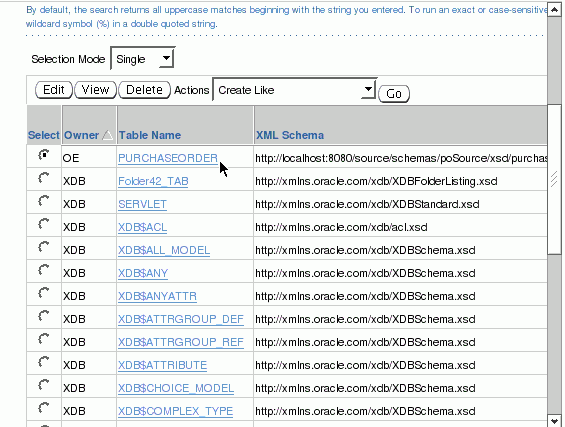 By default, the search returns all uppercase matches beginning with the string you entered. To run an exact or case-sensitive
wildcard symbol (%) in a double quoted string.
Selection Mode Single
Edit View Delete Actions Create Like Go
Select Owner Table Name XML Schema
OE PURCHASEORDER http://localhost:8080/source/schemas/poSource/xsd/purchas
XDB Folder42_TAB http://xmlns.oracle.com/xdb/XDBFolderListing.xsd
XDB SERVLET http://xmlns.oracle.com/xdb/XDBStandard.xsd
XDB XDB$ACL http://xmlns.oracle.com/xdb/acl.xsd
XDB XDB$ALL_MODEL http://xmlns.oracle.com/xdb/XDBSchema.xsd
XDB XDB$ANY http://xmlns.oracle.com/xdb/XDBSchema.xsd
XDB XDB$ANYATTR http://xmlns.oracle.com/xdb/XDBSchema.xsd
XDB XDB$ATTRGROUP_DEF http://xmlns.oracle.com/xdb/XDBSchema.xsd
XDB XDB$ATTRGROUP_REF http://xmlns.oracle.com/xdb/XDBSchema.xsd
XDB XDB$ATTRIBUTE http://xmlns.oracle.com/xdb/XDBSchema.xsd
XDB XDB$CHOICE_MODEL http://xmlns.oracle.com/xdb/XDBSchema.xsd
XDB XDB$COMPLEX_TYPE http://xmlns.oracle.com/xdb/XDBSchema.xsd